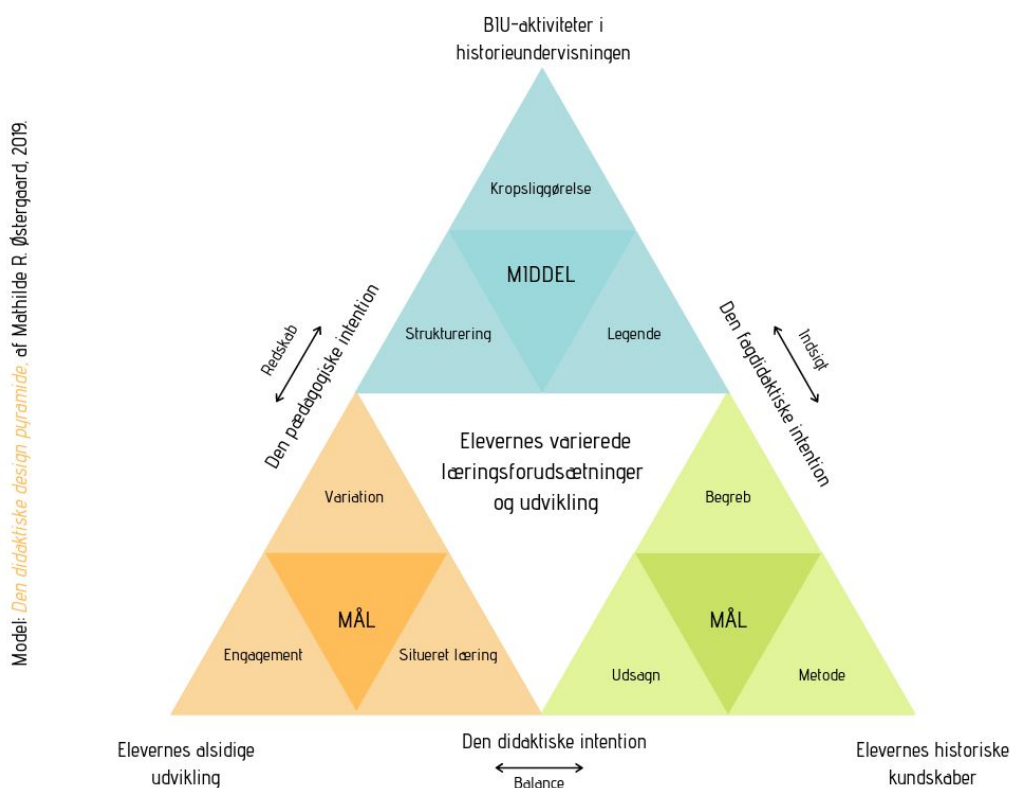 BIU-aktiviteter i
historieundervisningen
Kropsliggørelse
MIDDEL
Strukturering
Legende
Redskab
Den pædagogiske intention
Den fagdidaktiske intention
Indsigt
Elevernes varierede
læringsforudsætninger
og udvikling
Variation
MÅL
Engagement
Situeret læring
Begreb
MÅL
Udsagn
Metode
Elevernes alsidige
udvikling
Den didaktiske intention
Balance
Elevernes historiske
kundskaber
Model: Den didaktiske design pyramide, af Mathilde R. Østergaard, 2019.